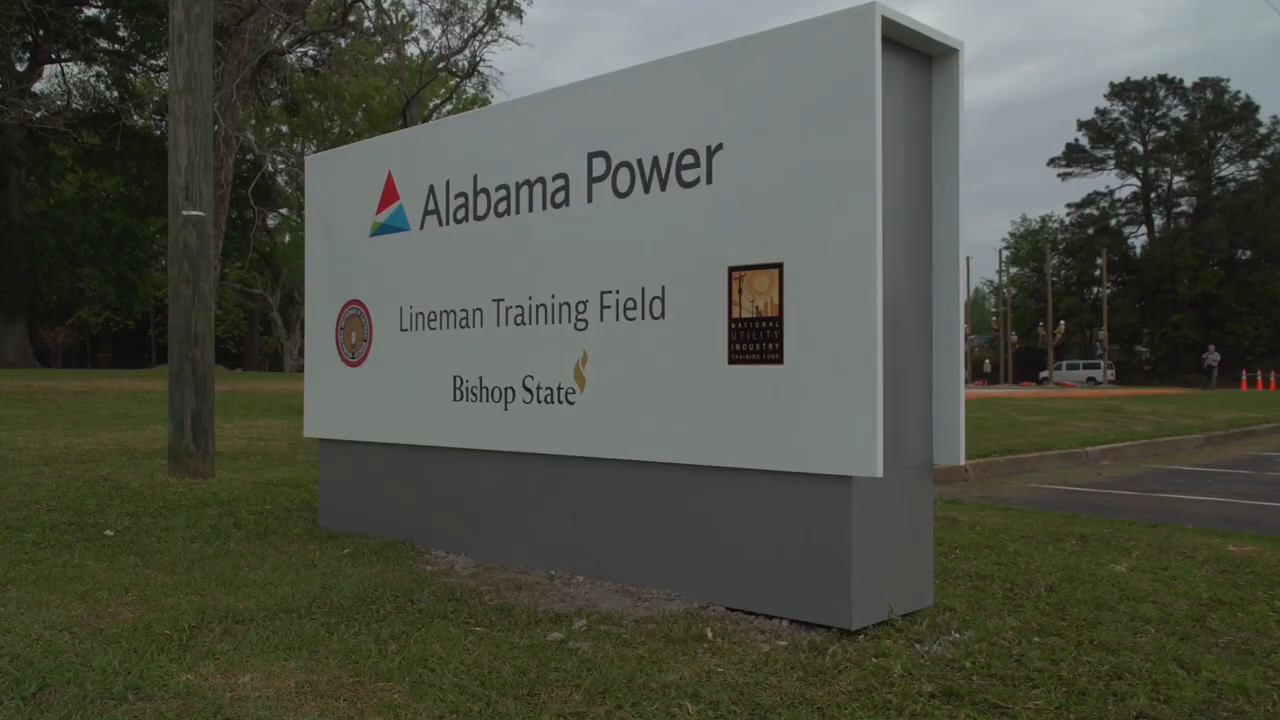 Alabama Power
Lineman Training Field
Bishop State
NATIONAL
UTILITY
INDUSTRY
TRAINING FUND